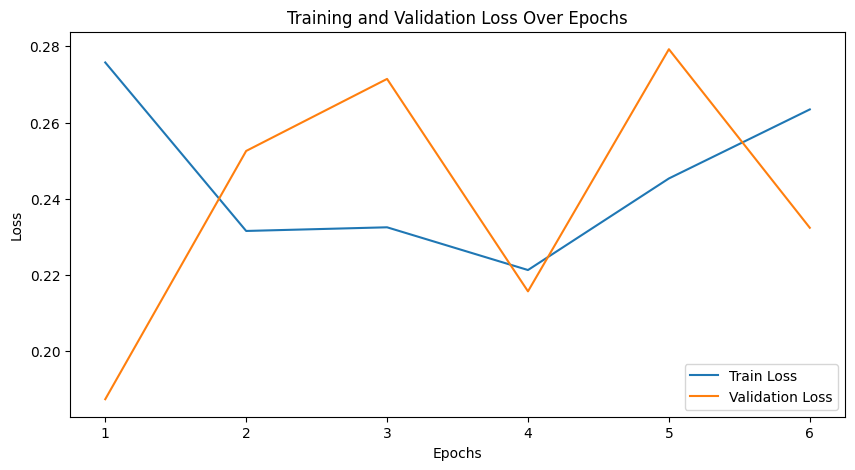 Training and Validation Loss Over Epochs
0.28
0.26
0.24
0.22
0.20
Loss
Train Loss
Validation Loss
1 2 3 4 5 6
Epochs